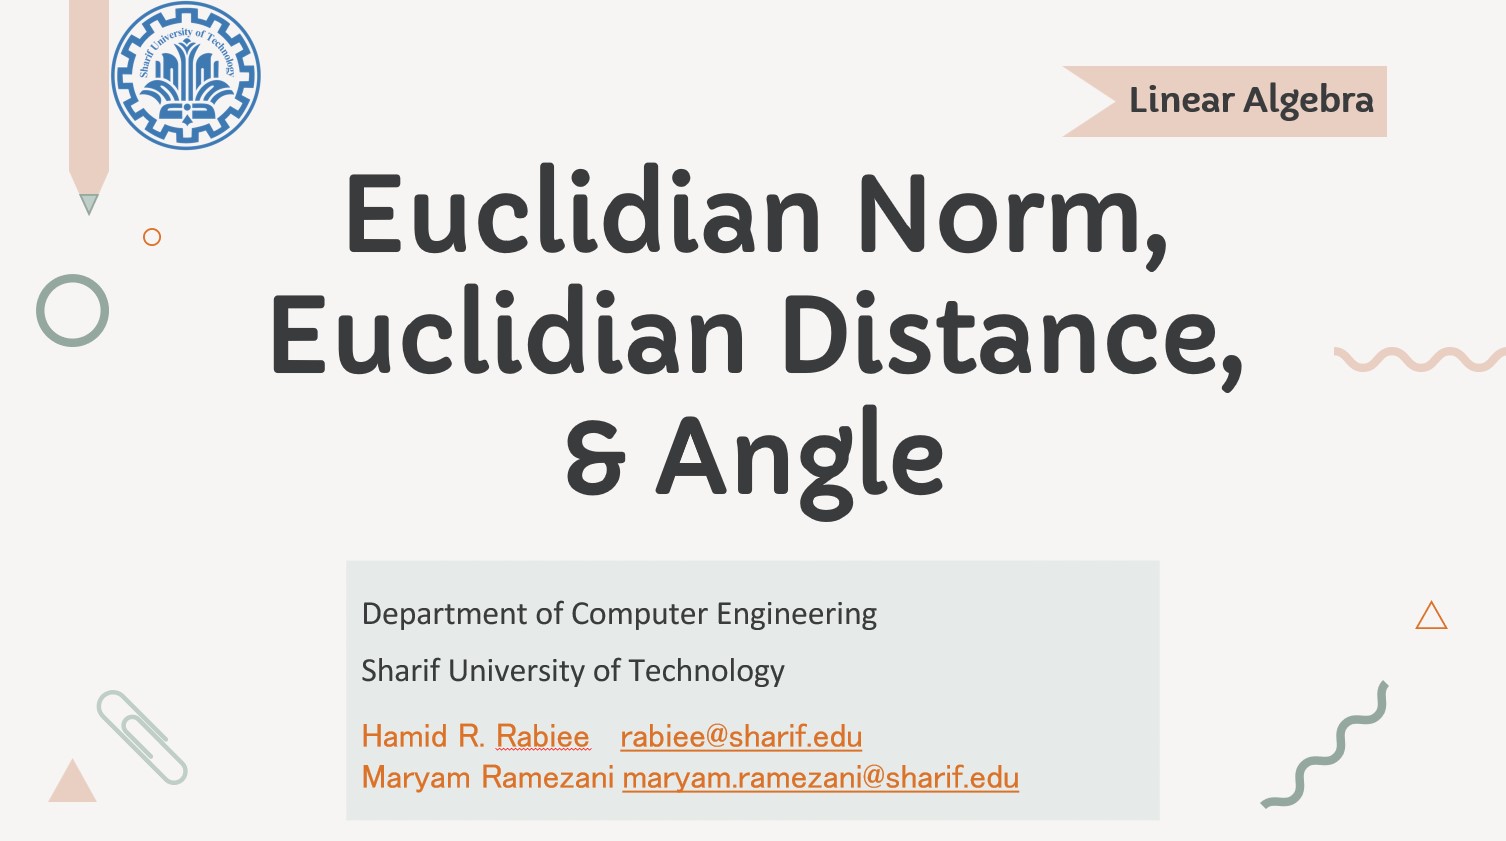 Sharif University of Technology
Linear Algebra
Euclidian Norm,
Euclidian Distance,
& Angle
Department of Computer Engineering
Sharif University of Technology
Hamid R. Rabiee rabiee@sharif.edu
Maryam Ramezani maryam.ramezani@sharif.edu